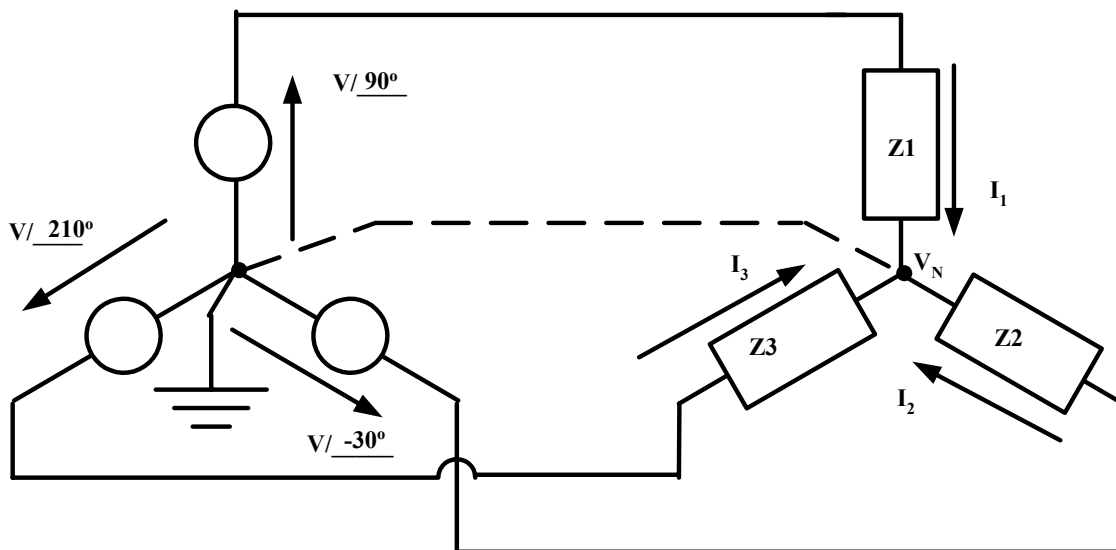 V/ 90º
Z1
I1
V/ 210º
I3
VN
Z3
Z2
I2
V/ -30º